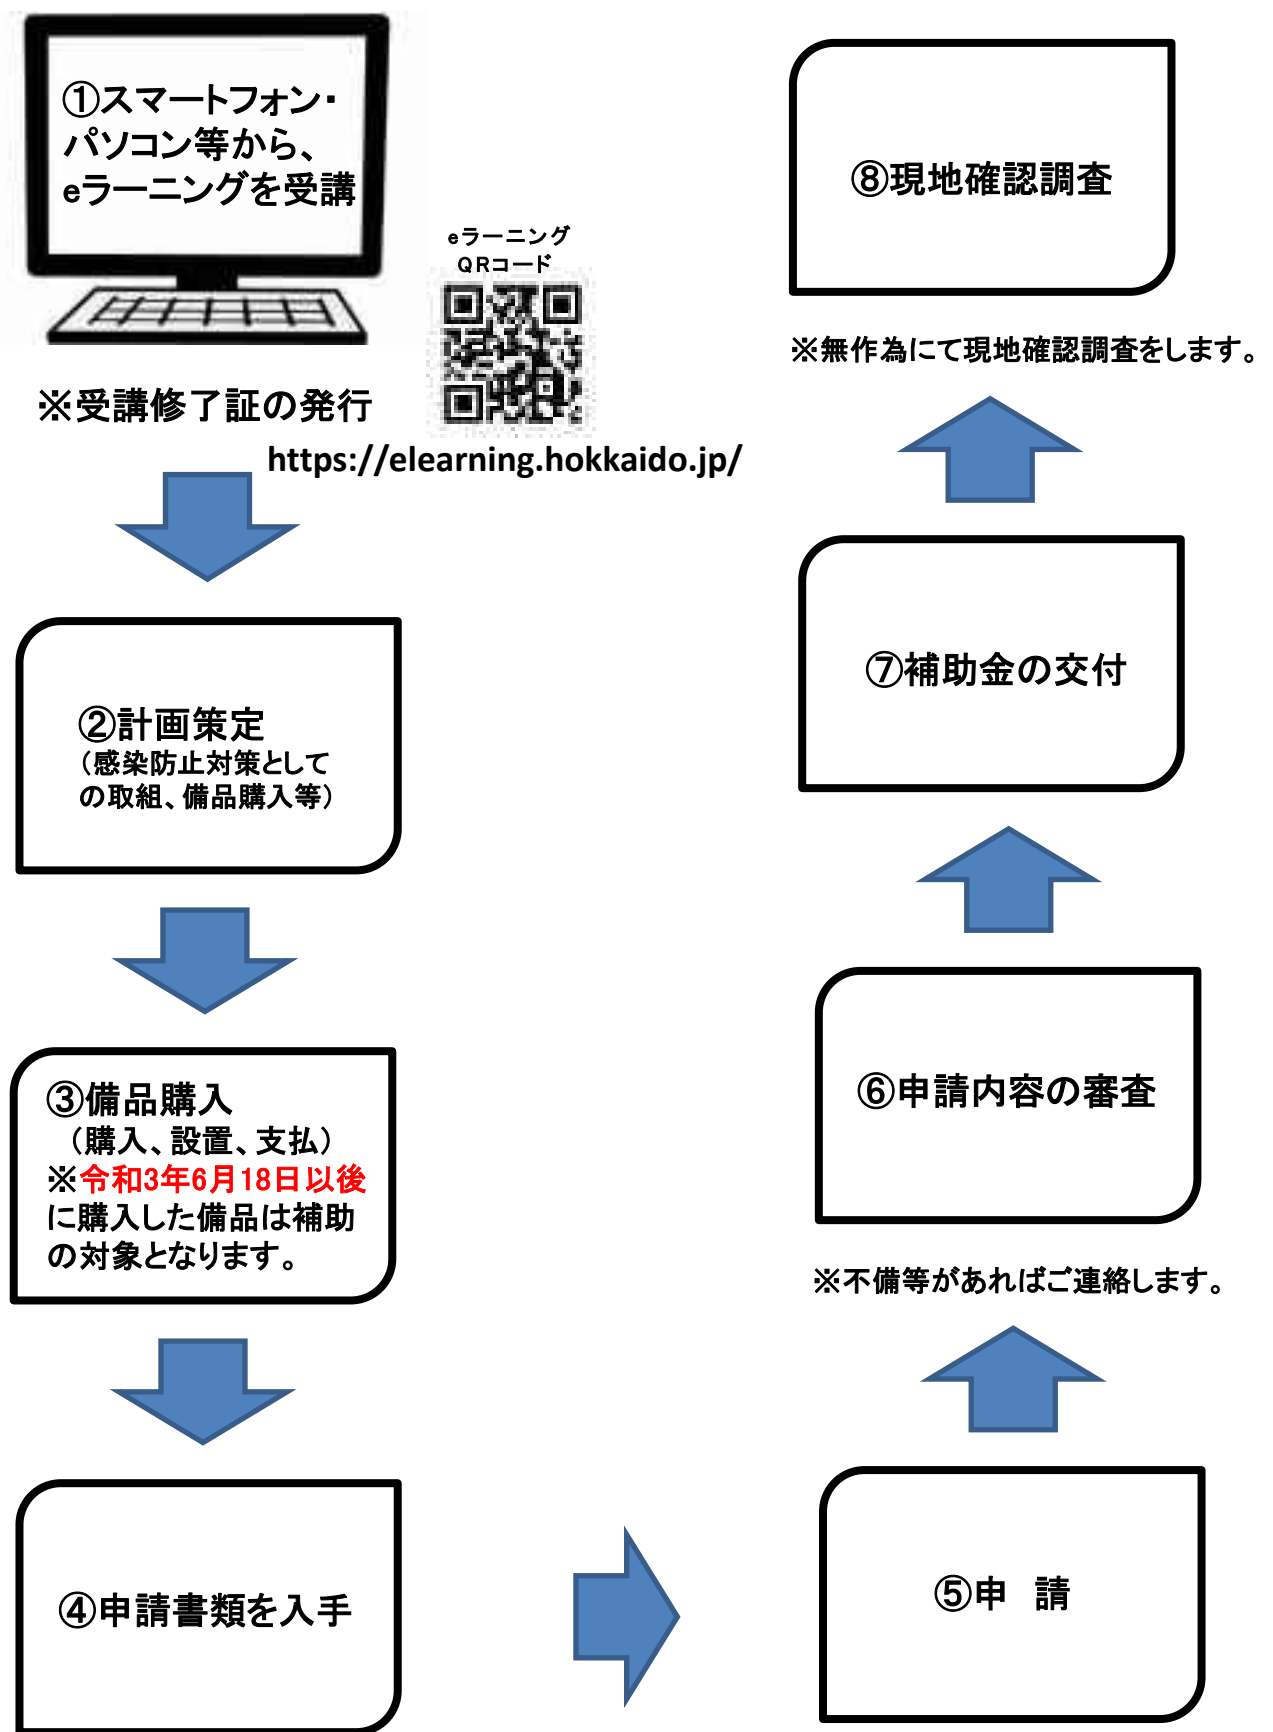 ①スマートフォン・
パソコン等から、
eラーニングを受講
eラーニング
QRコード
※受講修了証の発行
https://elearning.hokkaido.jp/
②計画策定
（感染防止対策として
の取組、備品購入等）
③備品購入
（購入、設置、支払）
※令和3年6月18日以後
に購入した備品は補助
の対象となります。
④申請書類を入手
⑤申　請
⑥申請内容の審査
※不備等があればご連絡します。
⑦補助金の交付
⑧現地確認調査
※無作為にて現地確認調査をします。